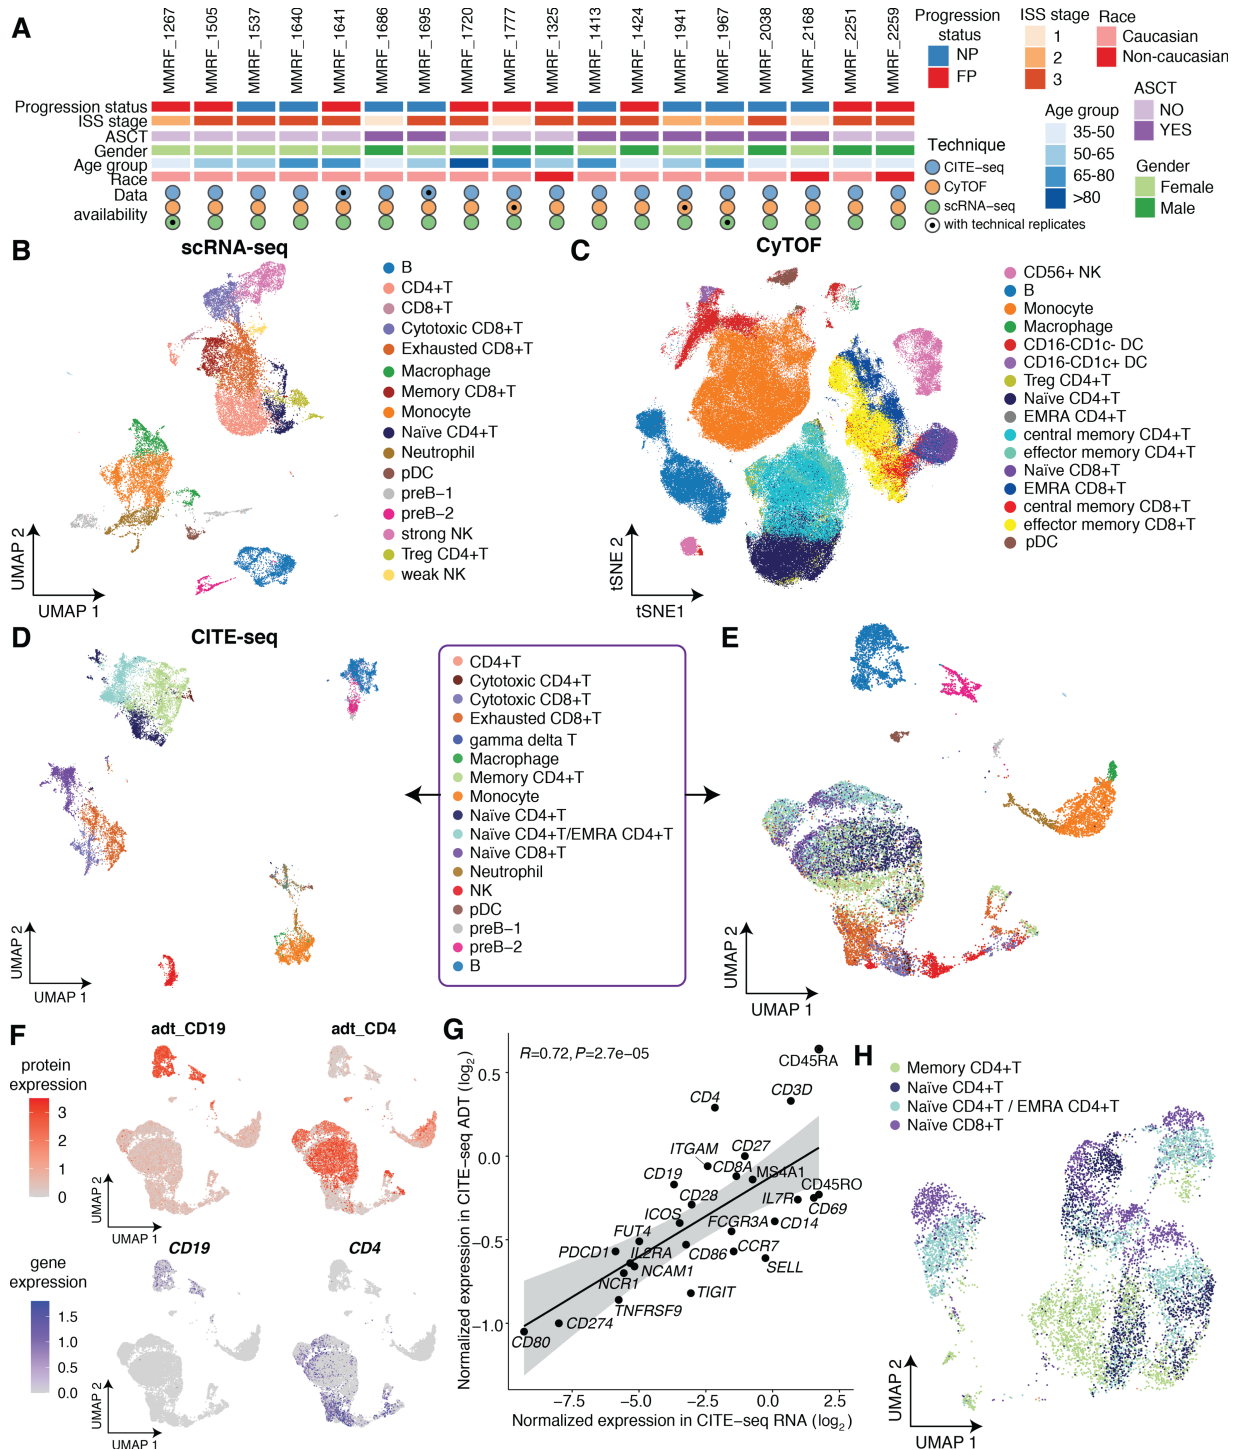 A
MMRF_1267
MMRF_1505
MMRF_1537
MMRF_1640
MMRF_1641
MMRF_1686
MMRF_1695
MMRF_1720
MMRF_1777
MMRF_1325
MMRF_1413
MMRF_1424
MMRF_1941
MMRF_1967
MMRF_2038
MMRF_2168
MMRF_2251
MMRF_2259
Progression status
ISS stage
ASCT
Gender
Age group
Race
Data
availability
Progression
status
NP
FP
ISS stage
1
2
3
Race
Caucasian
Non-caucasian
Age group
35-50
50-65
65-80
>80
ASCT
NO
YES
Gender
Female
Male
Technique
CITE-seq
CyTOF
scRNA-seq
with technical replicates
B
scRNA-seq
B
CD4+T
CD8+T
Cytotoxic CD8+T
Exhausted CD8+T
Macrophage
Memory CD8+T
Monocyte
Naïve CD4+T
Neutrophil
pDC
preB−1
preB−2
strong NK
Treg CD4+T
weak NK
UMAP 2
UMAP 1
C
CyTOF
CD56+ NK
B
Monocyte
Macrophage
CD16-CD1c- DC
CD16-CD1c+ DC
Treg CD4+T
Naïve CD4+T
EMRA CD4+T
central memory CD4+T
effector memory CD4+T
Naïve CD8+T
EMRA CD8+T
central memory CD8+T
effector memory CD8+T
pDC
tSNE 2
tSNE1
D
CITE-seq
UMAP 2
UMAP 1
CD4+T
Cytotoxic CD4+T
Cytotoxic CD8+T
Exhausted CD8+T
gamma delta T
Macrophage
Memory CD4+T
Monocyte
Naïve CD4+T
Naïve CD4+T/EMRA CD4+T
Naïve CD8+T
Neutrophil
NK
pDC
preB−1
preB−2
B
E
UMAP 2
UMAP 1
F
adt_CD19
adt_CD4
protein
expression
3
2
1
0
UMAP 2
UMAP 1
CD19
CD4
gene
expression
1.5
1.0
0.5
0.0
UMAP 2
UMAP 1
G
Normalized expression in CITE−seq ADT (log2)
R=0.72, P=2.7e−05
0.5
0.0
−0.5
−1.0
CD45RA
CD3D
CD4
ITGAM
CD27
CD19
CD8A
MS4A1
CD28
IL7R
CD45RO
CD69
ICOS
FCGR3A
CD14
FUT4
PDCD1
IL2RA
CD86
CCR7
SELL
NCAM1
NCR1
TIGIT
TNFRSF9
CD274
CD80
−7.5
−5.0
−2.5
0.0
2.5
Normalized expression in CITE−seq RNA (log2)
H
Memory CD4+T
Naïve CD4+T
Naïve CD4+T / EMRA CD4+T
Naïve CD8+T
UMAP 2
UMAP 1